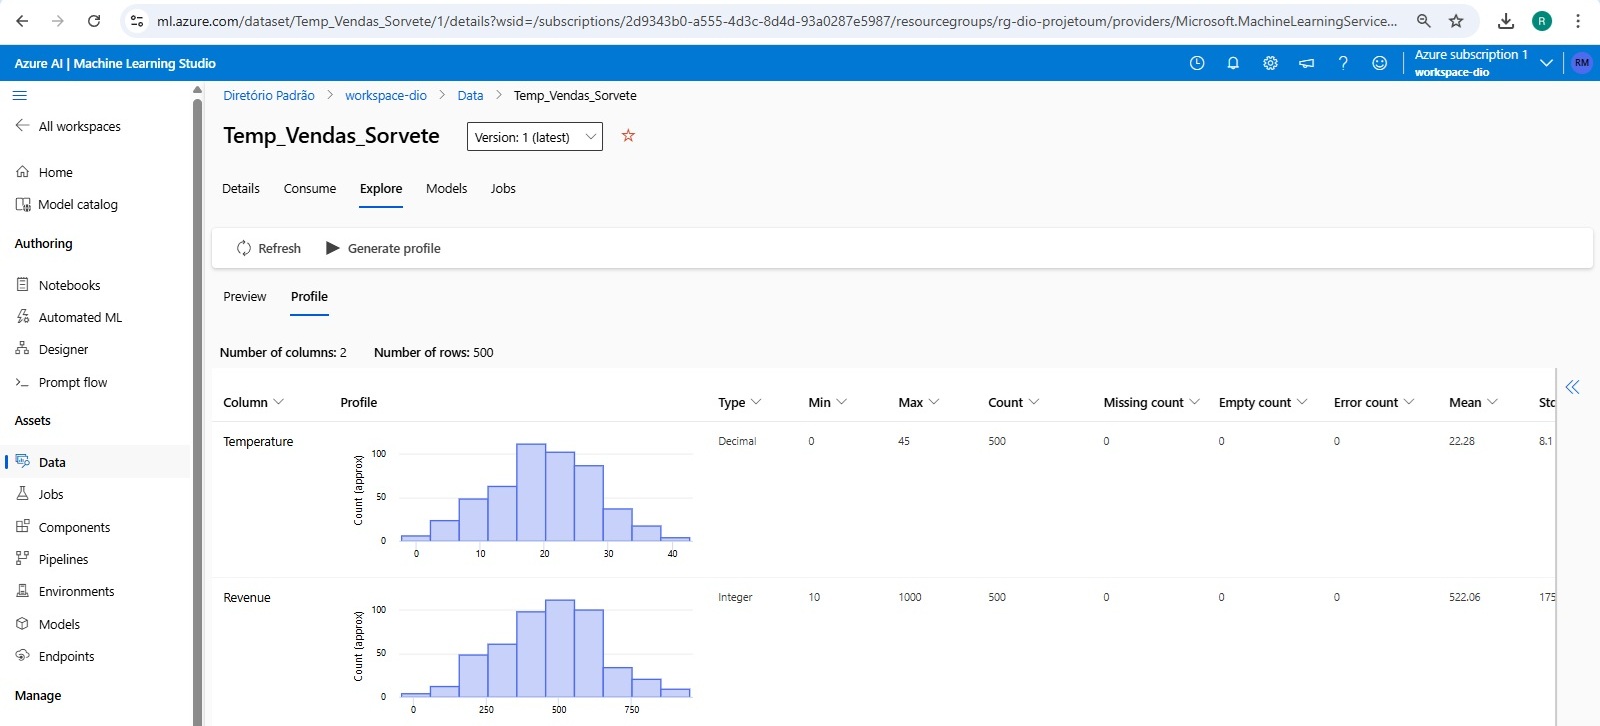 ml.azure.com/dataset/Temp_Vendas_Sorvete/1/details?wsid=/subscriptions/2d9343b0-a555-4d3c-8d4d-93a0287e5987/resourcegroups/rg-dio-projetoum/providers/Microsoft.MachineLearningService...
R
Azure AI | Machine Learning Studio
Azure subscription 1
workspace-dio
RM
All workspaces
Home
Model catalog
Authoring
Notebooks
Automated ML
Designer
Prompt flow
Assets
Data
Jobs
Components
Pipelines
Environments
Models
Endpoints
Manage
Diretório Padrão > workspace-dio > Data > Temp_Vendas_Sorvete
Temp_Vendas_Sorvete
Version: 1 (latest)
Details Consume Explore Models Jobs
Refresh Generate profile
Preview Profile
Number of columns: 2 Number of rows: 500
Column Profile Type Min Max Count Missing count Empty count Error count Mean Std
Temperature Decimal 0 45 500 0 0 0 22.28 8.1
Count (approx)
100
50
0
0 10 20 30 40
Revenue Integer 10 1000 500 0 0 0 522.06 175
Count (approx)
100
50
0
0 250 500 750